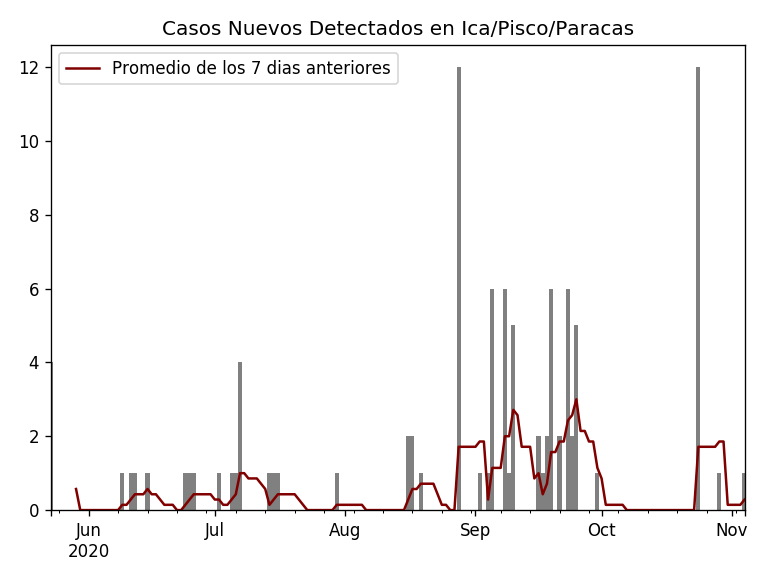 Casos Nuevos Detectados en Ica/Pisco/Paracas
Promedio de los 7 dias anteriores
12
10
8
6
4
2
0
Jun Jul Aug Sep Oct Nov
2020